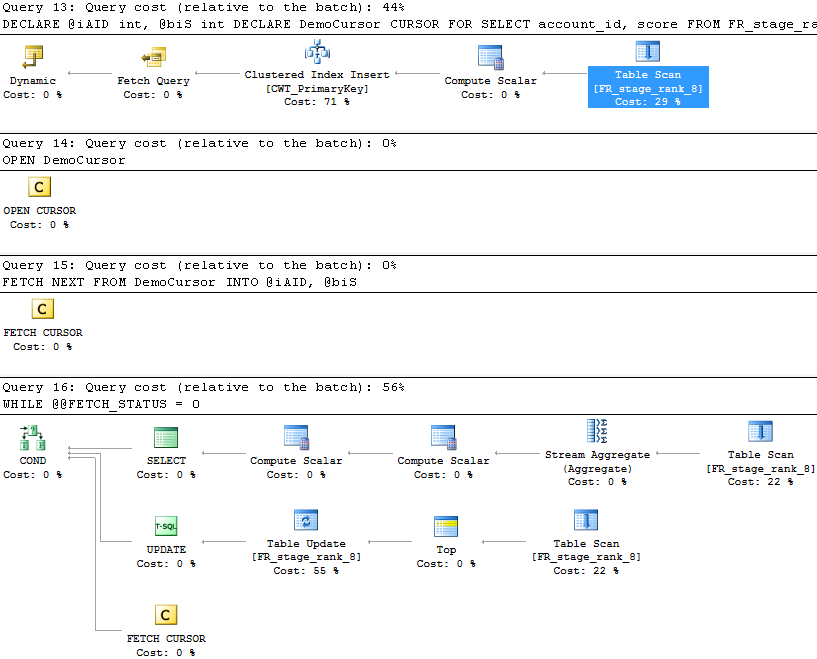 Query 13: Query cost (relative to the batch): 44%
DECLARE @iAID int, @biS int DECLARE DemoCursor CURSOR FOR SELECT account_id, score FROM FR_stage_ra
Dynamic
Cost: 0 %
Fetch Query
Cost: 0 %
Clustered Index Insert
[CWT_PrimaryKey]
Cost: 71 %
Compute Scalar
Cost: 0 %
Table Scan
[FR_stage_rank_8]
Cost: 29 %
Query 14: Query cost (relative to the batch): 0%
OPEN DemoCursor
C
OPEN CURSOR
Cost: 0 %
Query 15: Query cost (relative to the batch): 0%
FETCH NEXT FROM DemoCursor INTO @iAID, @biS
C
FETCH CURSOR
Cost: 0 %
Query 16: Query cost (relative to the batch): 56%
WHILE @@FETCH_STATUS = 0
COND
Cost: 0 %
SELECT
Cost: 0 %
Compute Scalar
Cost: 0 %
Compute Scalar
Cost: 0 %
Stream Aggregate
(Aggregate)
Cost: 0 %
Table Scan
[FR_stage_rank_8]
Cost: 22 %
T-SQL
UPDATE
Cost: 0 %
Table Update
[FR_stage_rank_8]
Cost: 55 %
Top
Cost: 0 %
Table Scan
[FR_stage_rank_8]
Cost: 22 %
C
FETCH CURSOR
Cost: 0 %